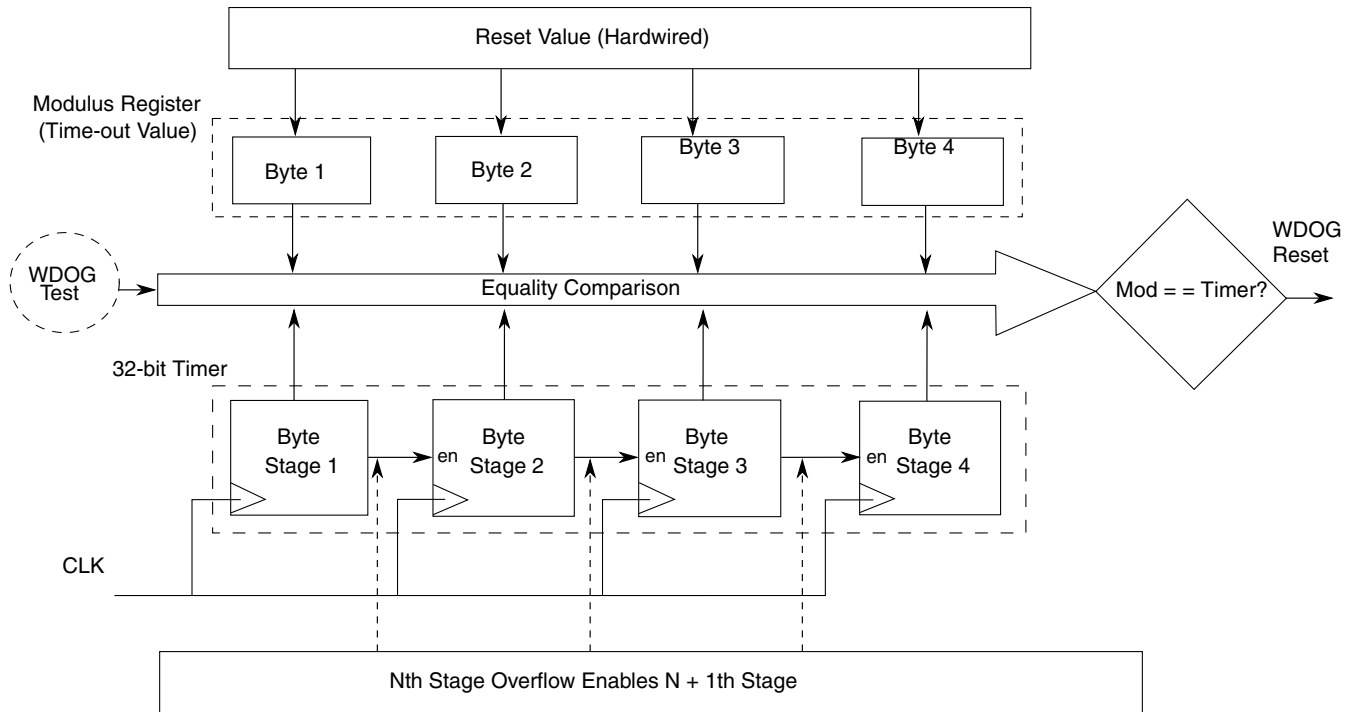 Reset Value (Hardwired)
Modulus Register
(Time-out Value)
Byte 1
Byte 2
Byte 3
Byte 4
WDOG
Test
Equality Comparison
Mod = = Timer?
WDOG
Reset
32-bit Timer
Byte
Stage 1
en
Byte
Stage 2
en
Byte
Stage 3
en
Byte
Stage 4
CLK
Nth Stage Overflow Enables N + 1th Stage